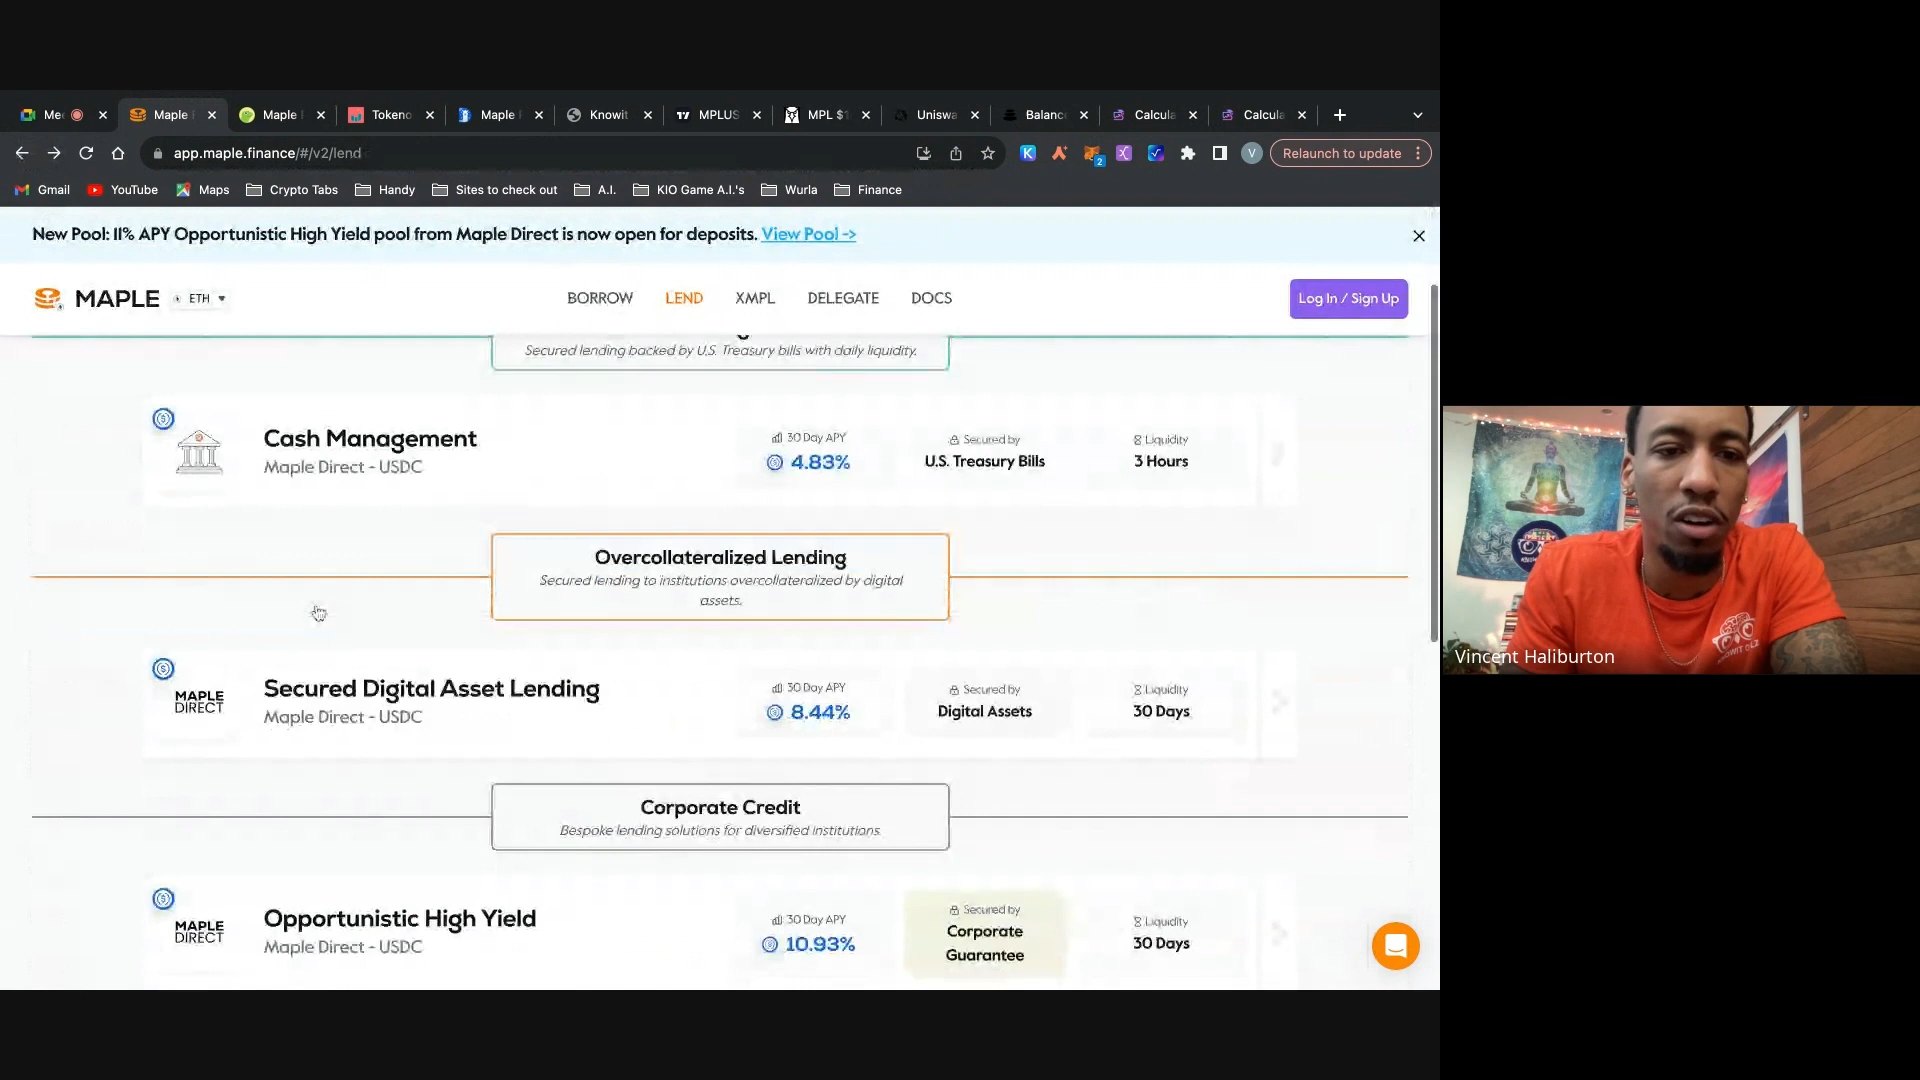 Me
Maple
Maple
Tokeno
Maple
Knowit
MPLUS
MPL $1
Uniswa
Balanc
Calcula
Calcula
app.maple.finance/#/v2/lend
2
V
Relaunch to update
Gmail
YouTube
Maps
Crypto Tabs
Handy
Sites to check out
A.I.
KIO Game A.I.'s
Wurla
Finance
New Pool: 11% APY Opportunistic High Yield pool from Maple Direct is now open for deposits. View Pool ->
MAPLE
ETH
BORROW
LEND
XMPL
DELEGATE
DOCS
Log In / Sign Up
Secured lending backed by U.S. Treasury bills with daily liquidity.
Cash Management
Maple Direct - USDC
30 Day APY
4.83%
Secured by
U.S. Treasury Bills
Liquidity
3 Hours
Overcollateralized Lending
Secured lending to institutions overcollateralized by digital
assets.
MAPLE
DIRECT
Secured Digital Asset Lending
Maple Direct - USDC
30 Day APY
8.44%
Secured by
Digital Assets
Liquidity
30 Days
Corporate Credit
Bespoke lending solutions for diversified institutions.
MAPLE
DIRECT
Opportunistic High Yield
Maple Direct - USDC
30 Day APY
10.93%
Secured by
Corporate
Guarantee
Liquidity
30 Days
Vincent Haliburton